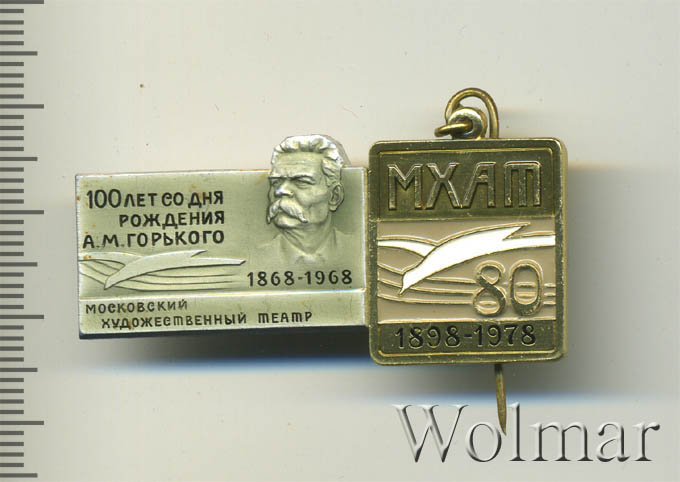 100 ЛЕТ СО ДНЯ
РОЖДЕНИЯ
А.М. ГОРЬКОГО
1868-1968
МОСКОВСКИЙ
ХУДОЖЕСТВЕННЫЙ ТЕАТР
МХАТ
80
1898-1978
Wolmar